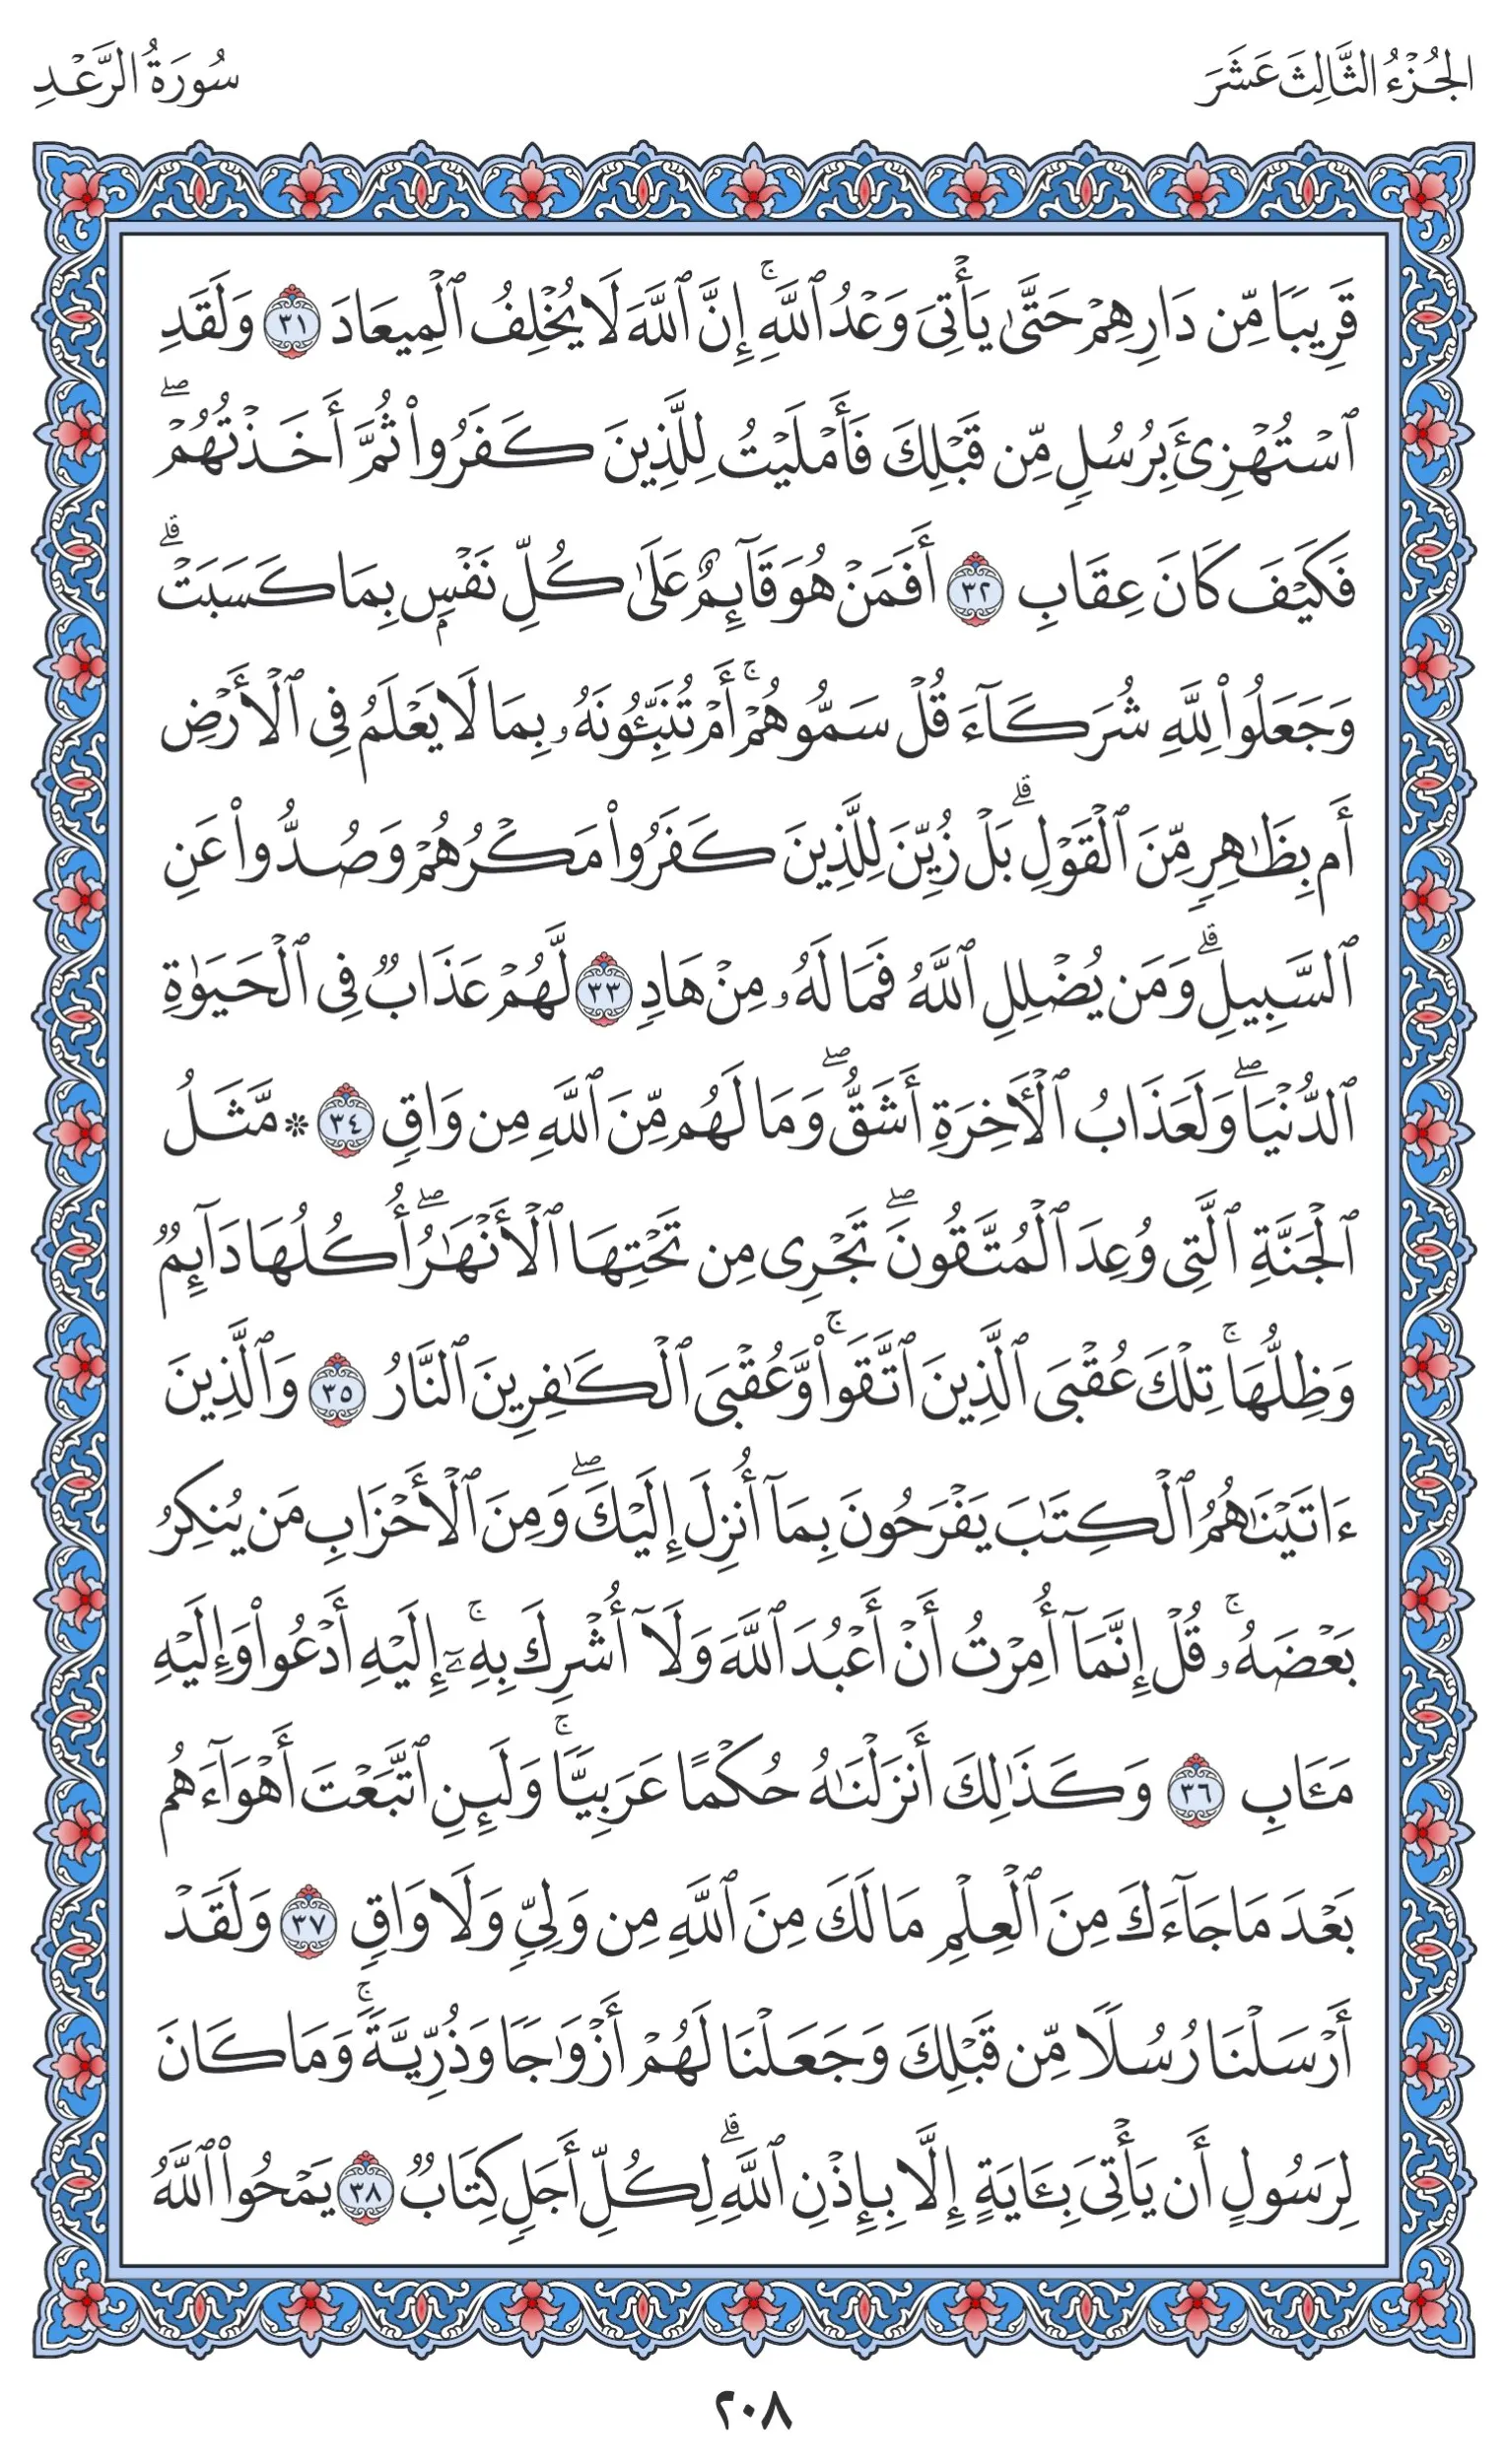 الجُزْءُ الثَّالِثَ عَشَرَ
سُورَةُ الرَّعْدِ
قَرِيبًا مِّن دَارِهِمْ حَتَّىٰ يَأْتِىَ وَعْدُ ٱللَّهِ ۚ إِنَّ ٱللَّهَ لَا يُخْلِفُ ٱلْمِيعَادَ ٣١ وَلَقَدِ
ٱسْتُهْزِئَ بِرُسُلٍ مِّن قَبْلِكَ فَأَمْلَيْتُ لِلَّذِينَ كَفَرُوا۟ ثُمَّ أَخَذْتُهُمْ ۖ
فَكَيْفَ كَانَ عِقَابِ ٣٢ أَفَمَنْ هُوَ قَآئِمٌ عَلَىٰ كُلِّ نَفْسٍۭ بِمَا كَسَبَتْ ۗ
وَجَعَلُوا۟ لِلَّهِ شُرَكَآءَ قُلْ سَمُّوهُمْ ۚ أَمْ تُنَبِّـُٔونَهُۥ بِمَا لَا يَعْلَمُ فِى ٱلْأَرْضِ
أَم بِظَـٰهِرٍ مِّنَ ٱلْقَوْلِ ۗ بَلْ زُيِّنَ لِلَّذِينَ كَفَرُوا۟ مَكْرُهُمْ وَصُدُّوا۟ عَنِ
ٱلسَّبِيلِ ۗ وَمَن يُضْلِلِ ٱللَّهُ فَمَا لَهُۥ مِنْ هَادٍ ٣٣ لَّهُمْ عَذَابٌ فِى ٱلْحَيَوٰةِ
ٱلدُّنْيَا ۖ وَلَعَذَابُ ٱلْـَٔاخِرَةِ أَشَقُّ ۖ وَمَا لَهُم مِّنَ ٱللَّهِ مِن وَاقٍ ٣٤ ۞ مَّثَلُ
ٱلْجَنَّةِ ٱلَّتِى وُعِدَ ٱلْمُتَّقُونَ ۖ تَجْرِى مِن تَحْتِهَا ٱلْأَنْهَـٰرُ ۖ أُكُلُهَا دَآئِمٌ
وَظِلُّهَا ۚ تِلْكَ عُقْبَى ٱلَّذِينَ ٱتَّقَوا۟ ۚ وَّعُقْبَى ٱلْكَـٰفِرِينَ ٱلنَّارُ ٣٥ وَٱلَّذِينَ
ءَاتَيْنَـٰهُمُ ٱلْكِتَـٰبَ يَفْرَحُونَ بِمَآ أُنزِلَ إِلَيْكَ ۖ وَمِنَ ٱلْأَحْزَابِ مَن يُنكِرُ
بَعْضَهُۥ ۚ قُلْ إِنَّمَآ أُمِرْتُ أَنْ أَعْبُدَ ٱللَّهَ وَلَآ أُشْرِكَ بِهِۦٓ ۚ إِلَيْهِ أَدْعُوا۟ وَإِلَيْهِ
مَـَٔابِ ٣٦ وَكَذَٰلِكَ أَنزَلْنَـٰهُ حُكْمًا عَرَبِيًّا ۚ وَلَئِنِ ٱتَّبَعْتَ أَهْوَآءَهُم
بَعْدَ مَا جَآءَكَ مِنَ ٱلْعِلْمِ مَا لَكَ مِنَ ٱللَّهِ مِن وَلِىٍّ وَلَا وَاقٍ ٣٧ وَلَقَدْ
أَرْسَلْنَا رُسُلًا مِّن قَبْلِكَ وَجَعَلْنَا لَهُمْ أَزْوَٰجًا وَذُرِّيَّةً ۚ وَمَا كَانَ
لِرَسُولٍ أَن يَأْتِىَ بِـَٔايَةٍ إِلَّا بِإِذْنِ ٱللَّهِ ۗ لِكُلِّ أَجَلٍ كِتَابٌ ٣٨ يَمْحُوا۟ ٱللَّهُ
٢٠٨